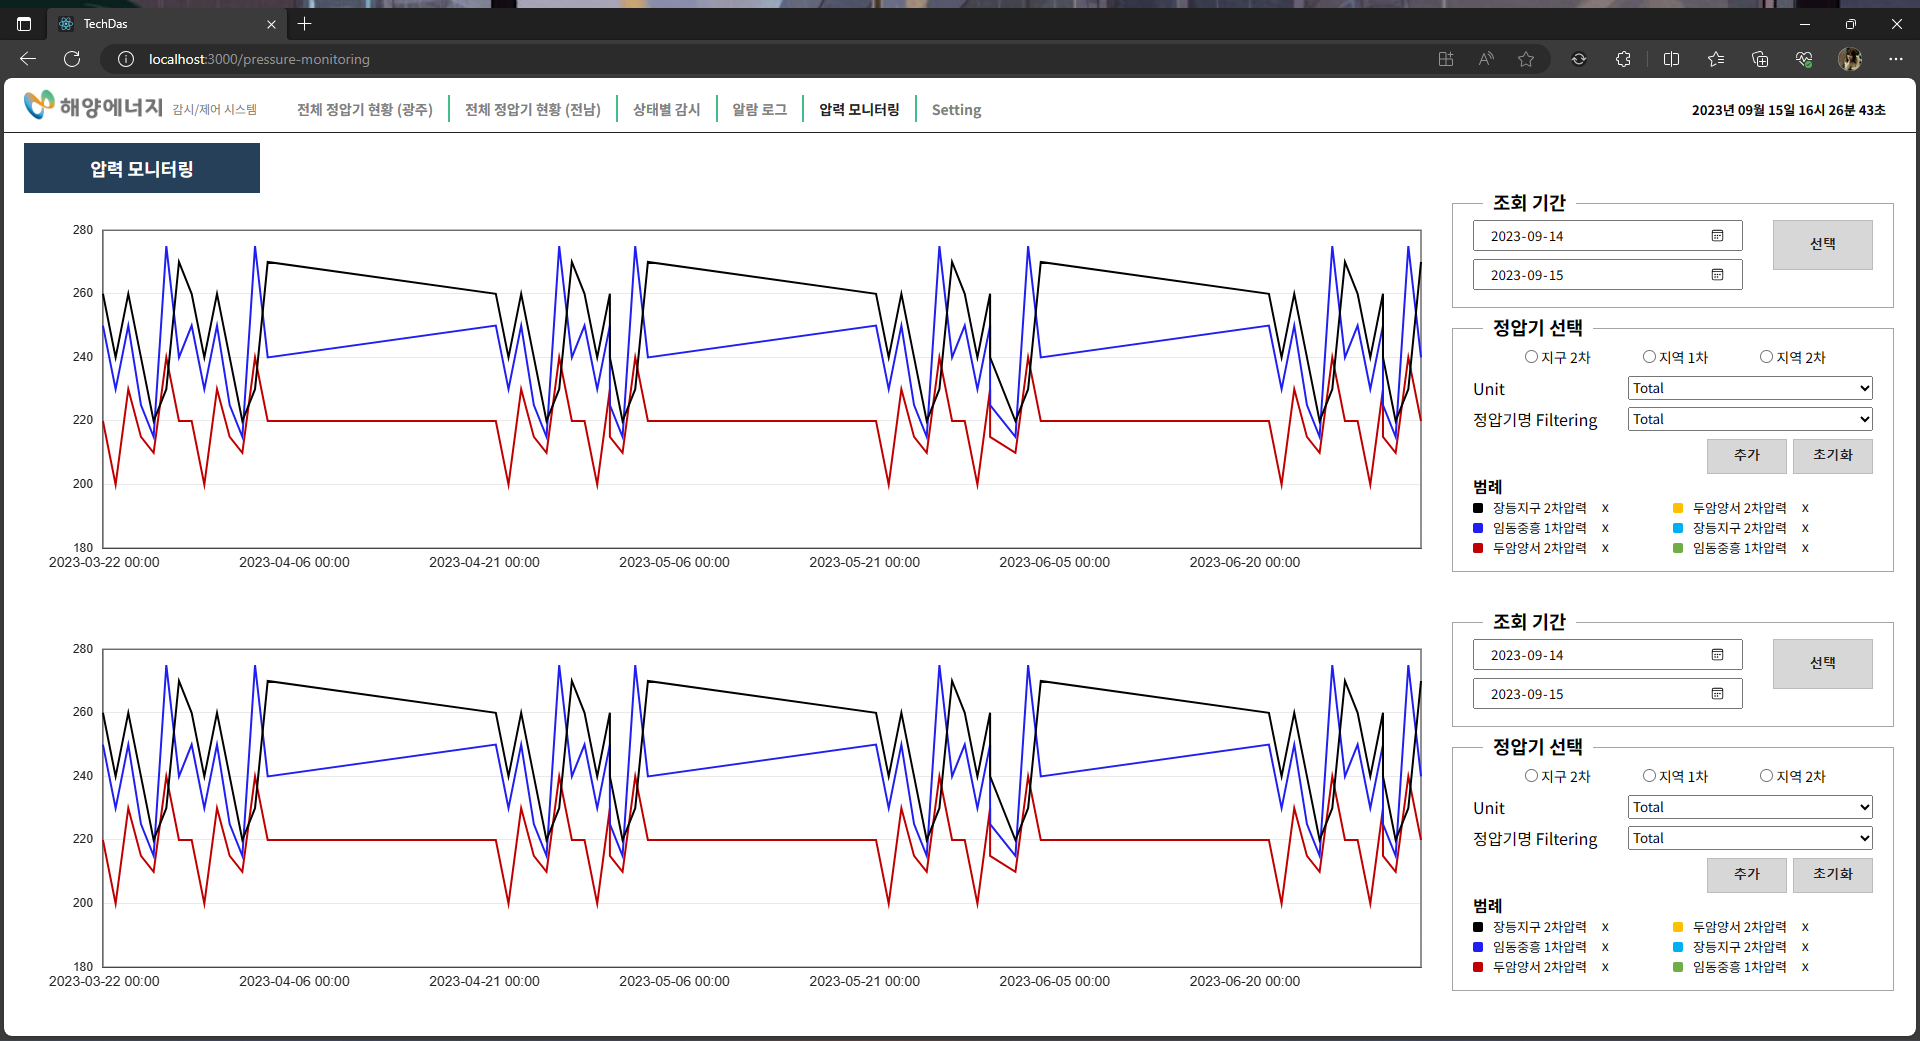 TechDas
localhost:3000/pressure-monitoring
해양에너지 감시/제어 시스템
전체 정압기 현황 (광주)
전체 정압기 현황 (전남)
상태별 감시
알람 로그
압력 모니터링
Setting
2023년 09월 15일 16시 26분 43초
압력 모니터링
280
260
240
220
200
180
2023-03-22 00:00
2023-04-06 00:00
2023-04-21 00:00
2023-05-06 00:00
2023-05-21 00:00
2023-06-05 00:00
2023-06-20 00:00
조회 기간
2023-09-14
선택
2023-09-15
정압기 선택
지구 2차
지역 1차
지역 2차
Unit
Total
정압기명 Filtering
Total
추가
초기화
범례
장등지구 2차압력 x
두암양서 2차압력 x
임동중흥 1차압력 x
장등지구 2차압력 x
두암양서 2차압력 x
임동중흥 1차압력 x
280
260
240
220
200
180
2023-03-22 00:00
2023-04-06 00:00
2023-04-21 00:00
2023-05-06 00:00
2023-05-21 00:00
2023-06-05 00:00
2023-06-20 00:00
조회 기간
2023-09-14
선택
2023-09-15
정압기 선택
지구 2차
지역 1차
지역 2차
Unit
Total
정압기명 Filtering
Total
추가
초기화
범례
장등지구 2차압력 x
두암양서 2차압력 x
임동중흥 1차압력 x
장등지구 2차압력 x
두암양서 2차압력 x
임동중흥 1차압력 x